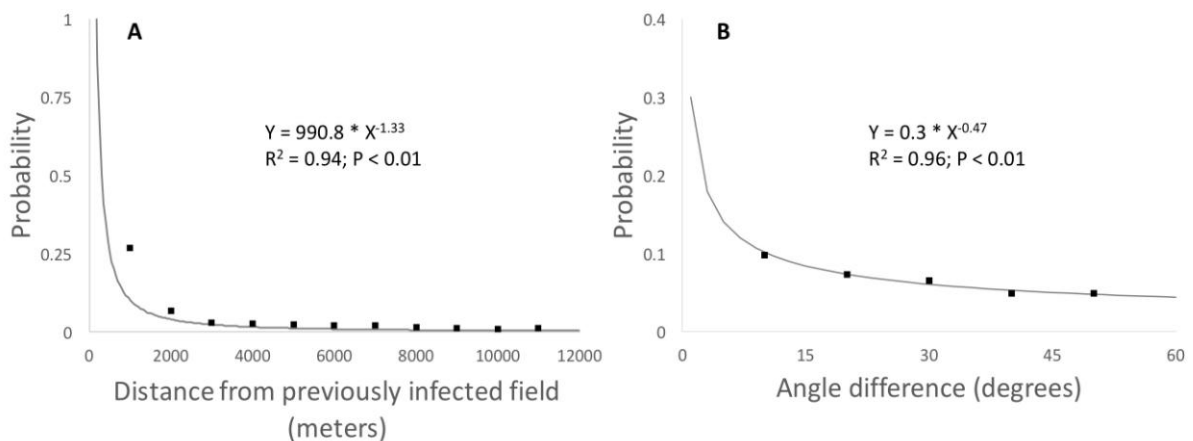 A
Probability
1
0.75
0.5
0.25
0
Y = 990.8 * X^-1.33
R² = 0.94; P < 0.01
0 2000 4000 6000 8000 10000 12000
Distance from previously infected field
(meters)
B
Probability
0.4
0.3
0.2
0.1
0
Y = 0.3 * X^-0.47
R² = 0.96; P < 0.01
0 15 30 45 60
Angle difference (degrees)